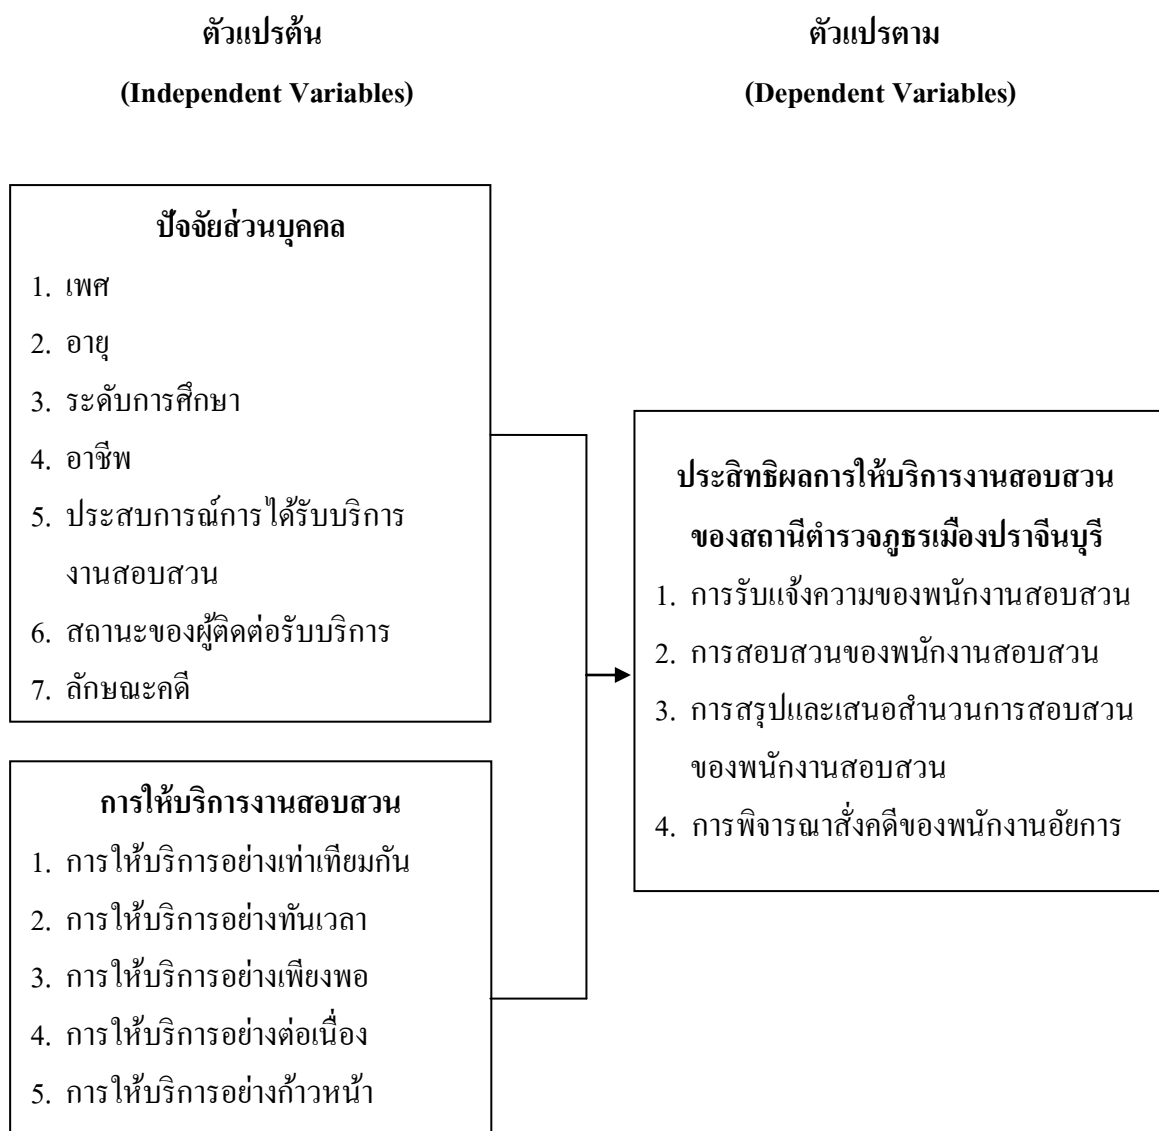 ตัวแปรต้น
(Independent Variables)
ตัวแปรตาม
(Dependent Variables)
ปัจจัยส่วนบุคคล
1. เพศ
2. อายุ
3. ระดับการศึกษา
4. อาชีพ
5. ประสบการณ์การได้รับบริการ
งานสอบสวน
6. สถานะของผู้ติดต่อรับบริการ
7. ลักษณะคดี
การให้บริการงานสอบสวน
1. การให้บริการอย่างเท่าเทียมกัน
2. การให้บริการอย่างทันเวลา
3. การให้บริการอย่างเพียงพอ
4. การให้บริการอย่างต่อเนื่อง
5. การให้บริการอย่างก้าวหน้า
ประสิทธิผลการให้บริการงานสอบสวน
ของสถานีตำรวจภูธรเมืองปราจีนบุรี
1. การรับแจ้งความของพนักงานสอบสวน
2. การสอบสวนของพนักงานสอบสวน
3. การสรุปและเสนอสำนวนการสอบสวน
ของพนักงานสอบสวน
4. การพิจารณาสั่งคดีของพนักงานอัยการ